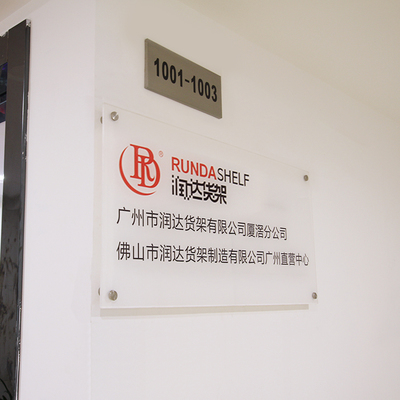 1001-1003
RD®
RUNDASHELF
润达货架
广州市润达货架有限公司厦滘分公司
佛山市润达货架制造有限公司广州直营中心